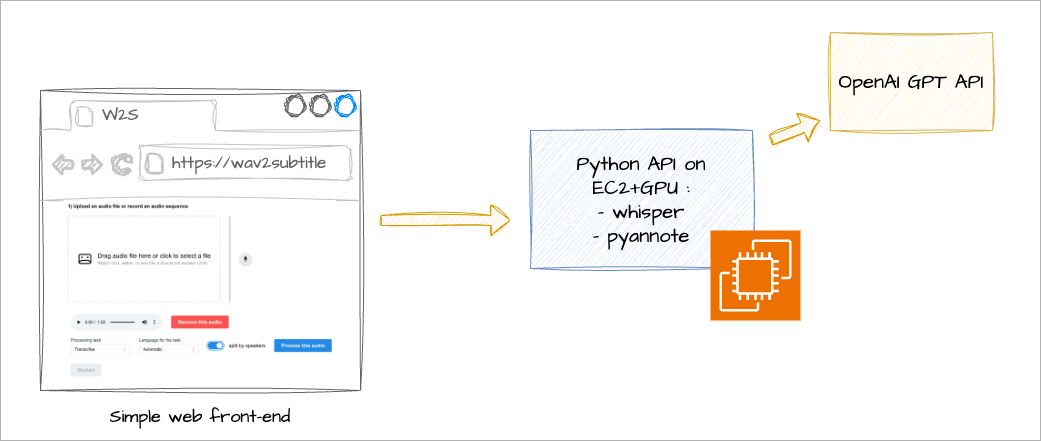 W2S
https://wav2subtitle
1) Upload an audio file or record an audio sequence
Drag audio file here or click to select a file
Attach mp3, webm, or wav file, it should not exceed 10mb
0:00 / 1:03
Remove this audio
Processing task
Language for the task
Transcribe
Automatic
split by speakers
Process this audio
Restart
Simple web front-end
Python API on
EC2+GPU :
- whisper
- pyannote
OpenAI GPT API